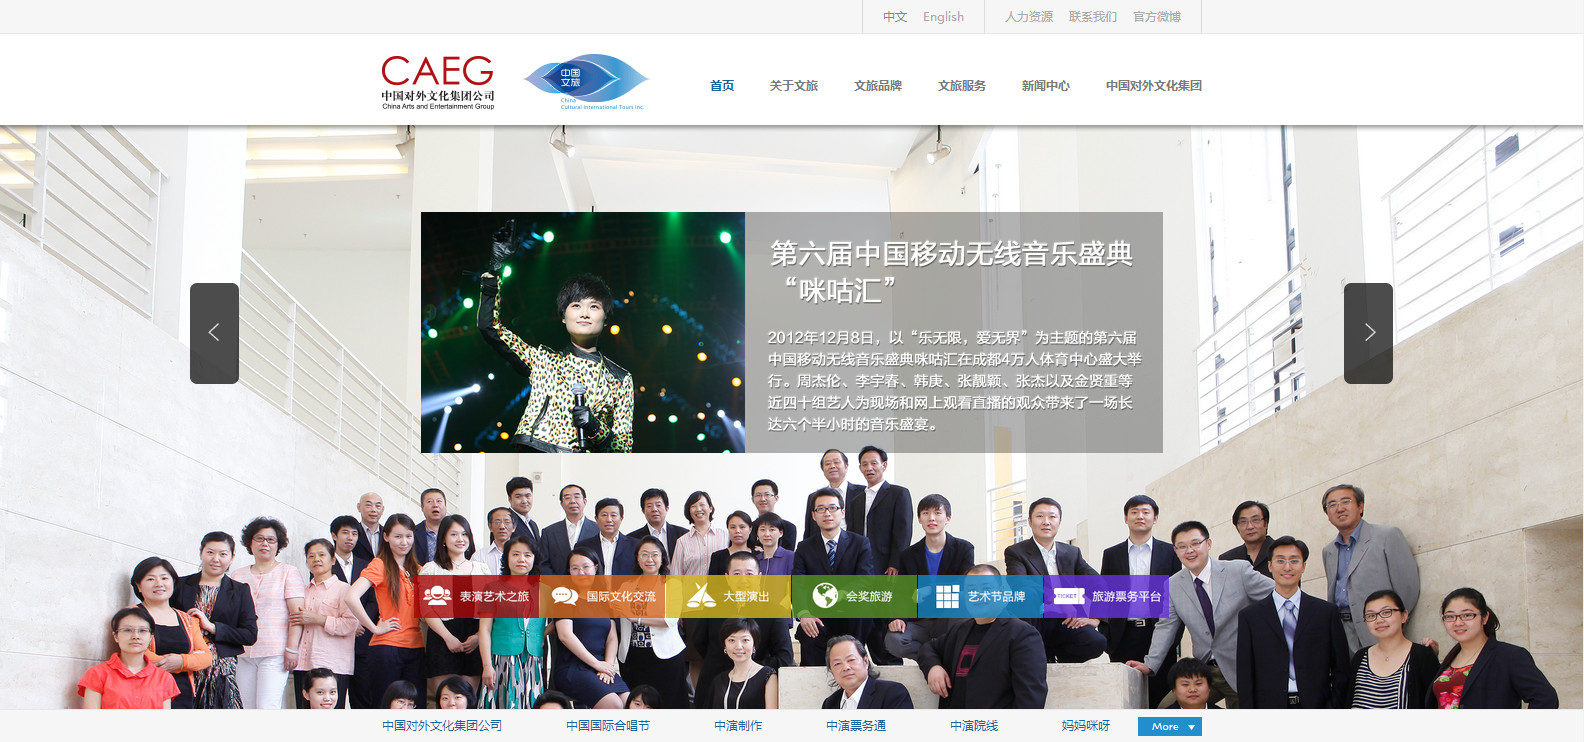 中文 English 人力资源 联系我们 官方微博
CAEG
中国对外文化集团公司
China Arts and Entertainment Group
中国
文旅
China
Cultural International Tours Inc.
首页 关于文旅 文旅品牌 文旅服务 新闻中心 中国对外文化集团
第六届中国移动无线音乐盛典
“咪咕汇”
2012年12月8日，以“乐无限，爱无界”为主题的第六届
中国移动无线音乐盛典咪咕汇在成都4万人体育中心盛大举
行。周杰伦、李宇春、韩庚、张靓颖、张杰以及金贤重等
近四十组艺人为现场和网上观看直播的观众带来了一场长
达六个半小时的音乐盛宴。
表演艺术之旅 国际文化交流 大型演出 会奖旅游 艺术节品牌 TICKET 旅游票务平台
中国对外文化集团公司 中国国际合唱节 中演制作 中演票务通 中演院线 妈妈咪呀 More